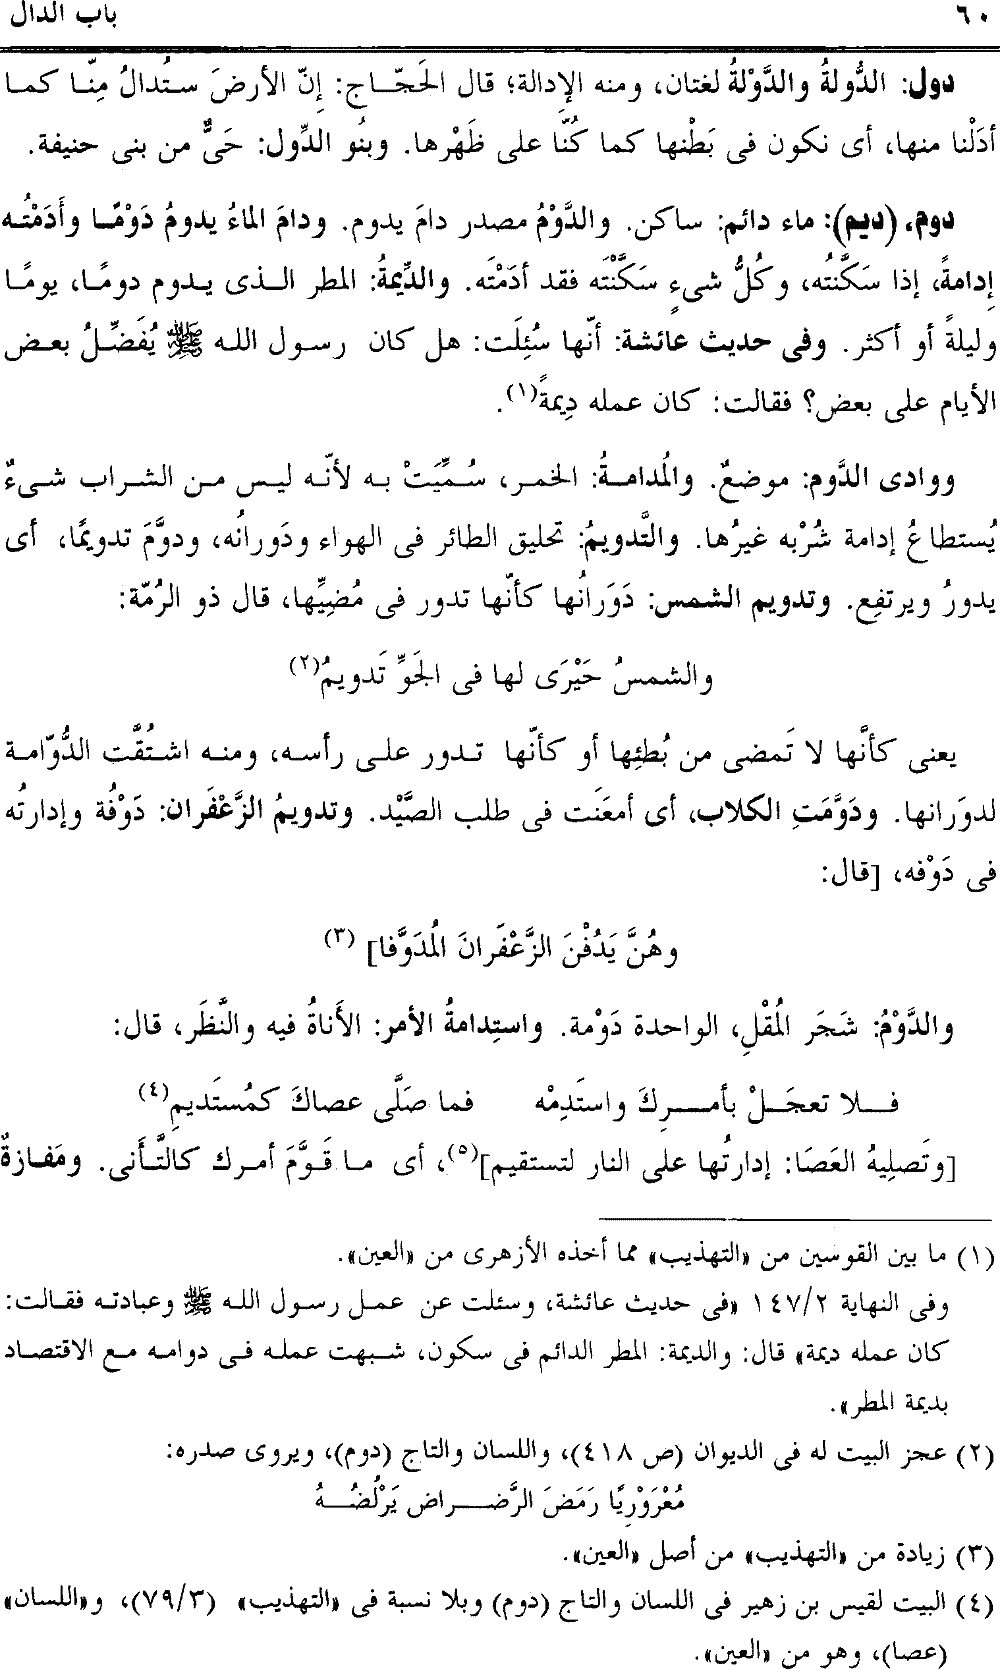 ٦٠ باب الدال
دول: الدُّولةُ والدَّوْلةُ لغتان، ومنه الإدالة؛ قال الحَجّاج: إنّ الأرضَ ستُدالُ مِنّا كما
أدَلْنا منها، أى نكون فى بَطْنها كما كُنّا على ظَهْرها. وبنُو الدِّول: حَىٌّ من بنى حنيفة.
دوم، (ديم): ماء دائم: ساكن. والدَّوْمُ مصدر دامَ يدوم. ودامَ الماءُ يدومُ دَوْمًا وأَدَمْتُه
إدامةً، إذا سَكَّنتُه، وكُلُّ شىءٍ سَكَّنْتَه فقد أدَمْتَه. والدِّيمةُ: المطر الذى يدوم دومًا، يومًا
وليلةً أو أكثر. وفى حديث عائشة: أنّها سُئِلَت: هل كان رسول الله ﷺ يُفَضِّلُ بعض
الأيام على بعض؟ فقالت: كان عمله دِيمةً(١).
ووادى الدَّوم: موضعٌ. والمُدامةُ: الخمر، سُمِّيَتْ به لأنّه ليس من الشراب شىءٌ
يُستطاعُ إدامة شُرْبه غيرُها. والتَّدويمُ: تحليق الطائر فى الهواء ودَورانُه، ودوَّمَ تدويمًا، أى
يدورُ ويرتفِع. وتدويم الشمس: دَوَرانُها كأنّها تدور فى مُضِيِّها، قال ذو الرُمّة:
والشمسُ حَيْرَى لها فى الجَوِّ تَدويمُ(٢)
يعنى كأنَّها لا تَمضى من بُطئِها أو كأنّها تدور على رأسه، ومنه اشتُقَّت الدُّوّامة
لدوَرانها. ودَوَّمَتِ الكلاب، أى أمعَنَت فى طلب الصَّيْد. وتدويمُ الزَّعْفَران: دَوْفُة وإدارتُه
فى دَوْفه، [قال:
وهُنَّ يَدُفْنَ الزَّعْفَرانَ المُدَوَّفا] (٣)
والدَّوْمُ: شَجَر المُقْلِ، الواحدة دَوْمة. واستِدامةُ الأمر: الأناةُ فيه والنَّظَر، قال:
فلا تعجَلْ بأمرِكَ واستَدِمْه فما صَلَّى عصاكَ كمُستَديمِ(٤)
[وتَصلِيهُ العَصَا: إدارتُها على النار لتستقيم](٥)، أى ما قَوَّمَ أمرك كالتَّأَنى. ومَفازةٌ
(١) ما بين القوسين من «التهذيب» مما أخذه الأزهرى من «العين».
وفى النهاية ١٤٧/٢ «فى حديث عائشة، وسئلت عن عمل رسول الله ﷺ وعبادته فقالت:
كان عمله ديمة» قال: والديمة: المطر الدائم فى سكون، شبهت عمله فى دوامه مع الاقتصاد
بديمة المطر».
(٢) عجز البيت له فى الديوان (ص ٤١٨)، واللسان والتاج (دوم)، ويروى صدره:
مُعْرَوْرِيًا رَمَضَ الرَّضراض يَرْلُضُهُ
(٣) زيادة من «التهذيب» من أصل «العين».
(٤) البيت لقيس بن زهير فى اللسان والتاج (دوم) وبلا نسبة فى «التهذيب» (٧٩/٣)، و«اللسان»
(عصا)، وهو من «العين».